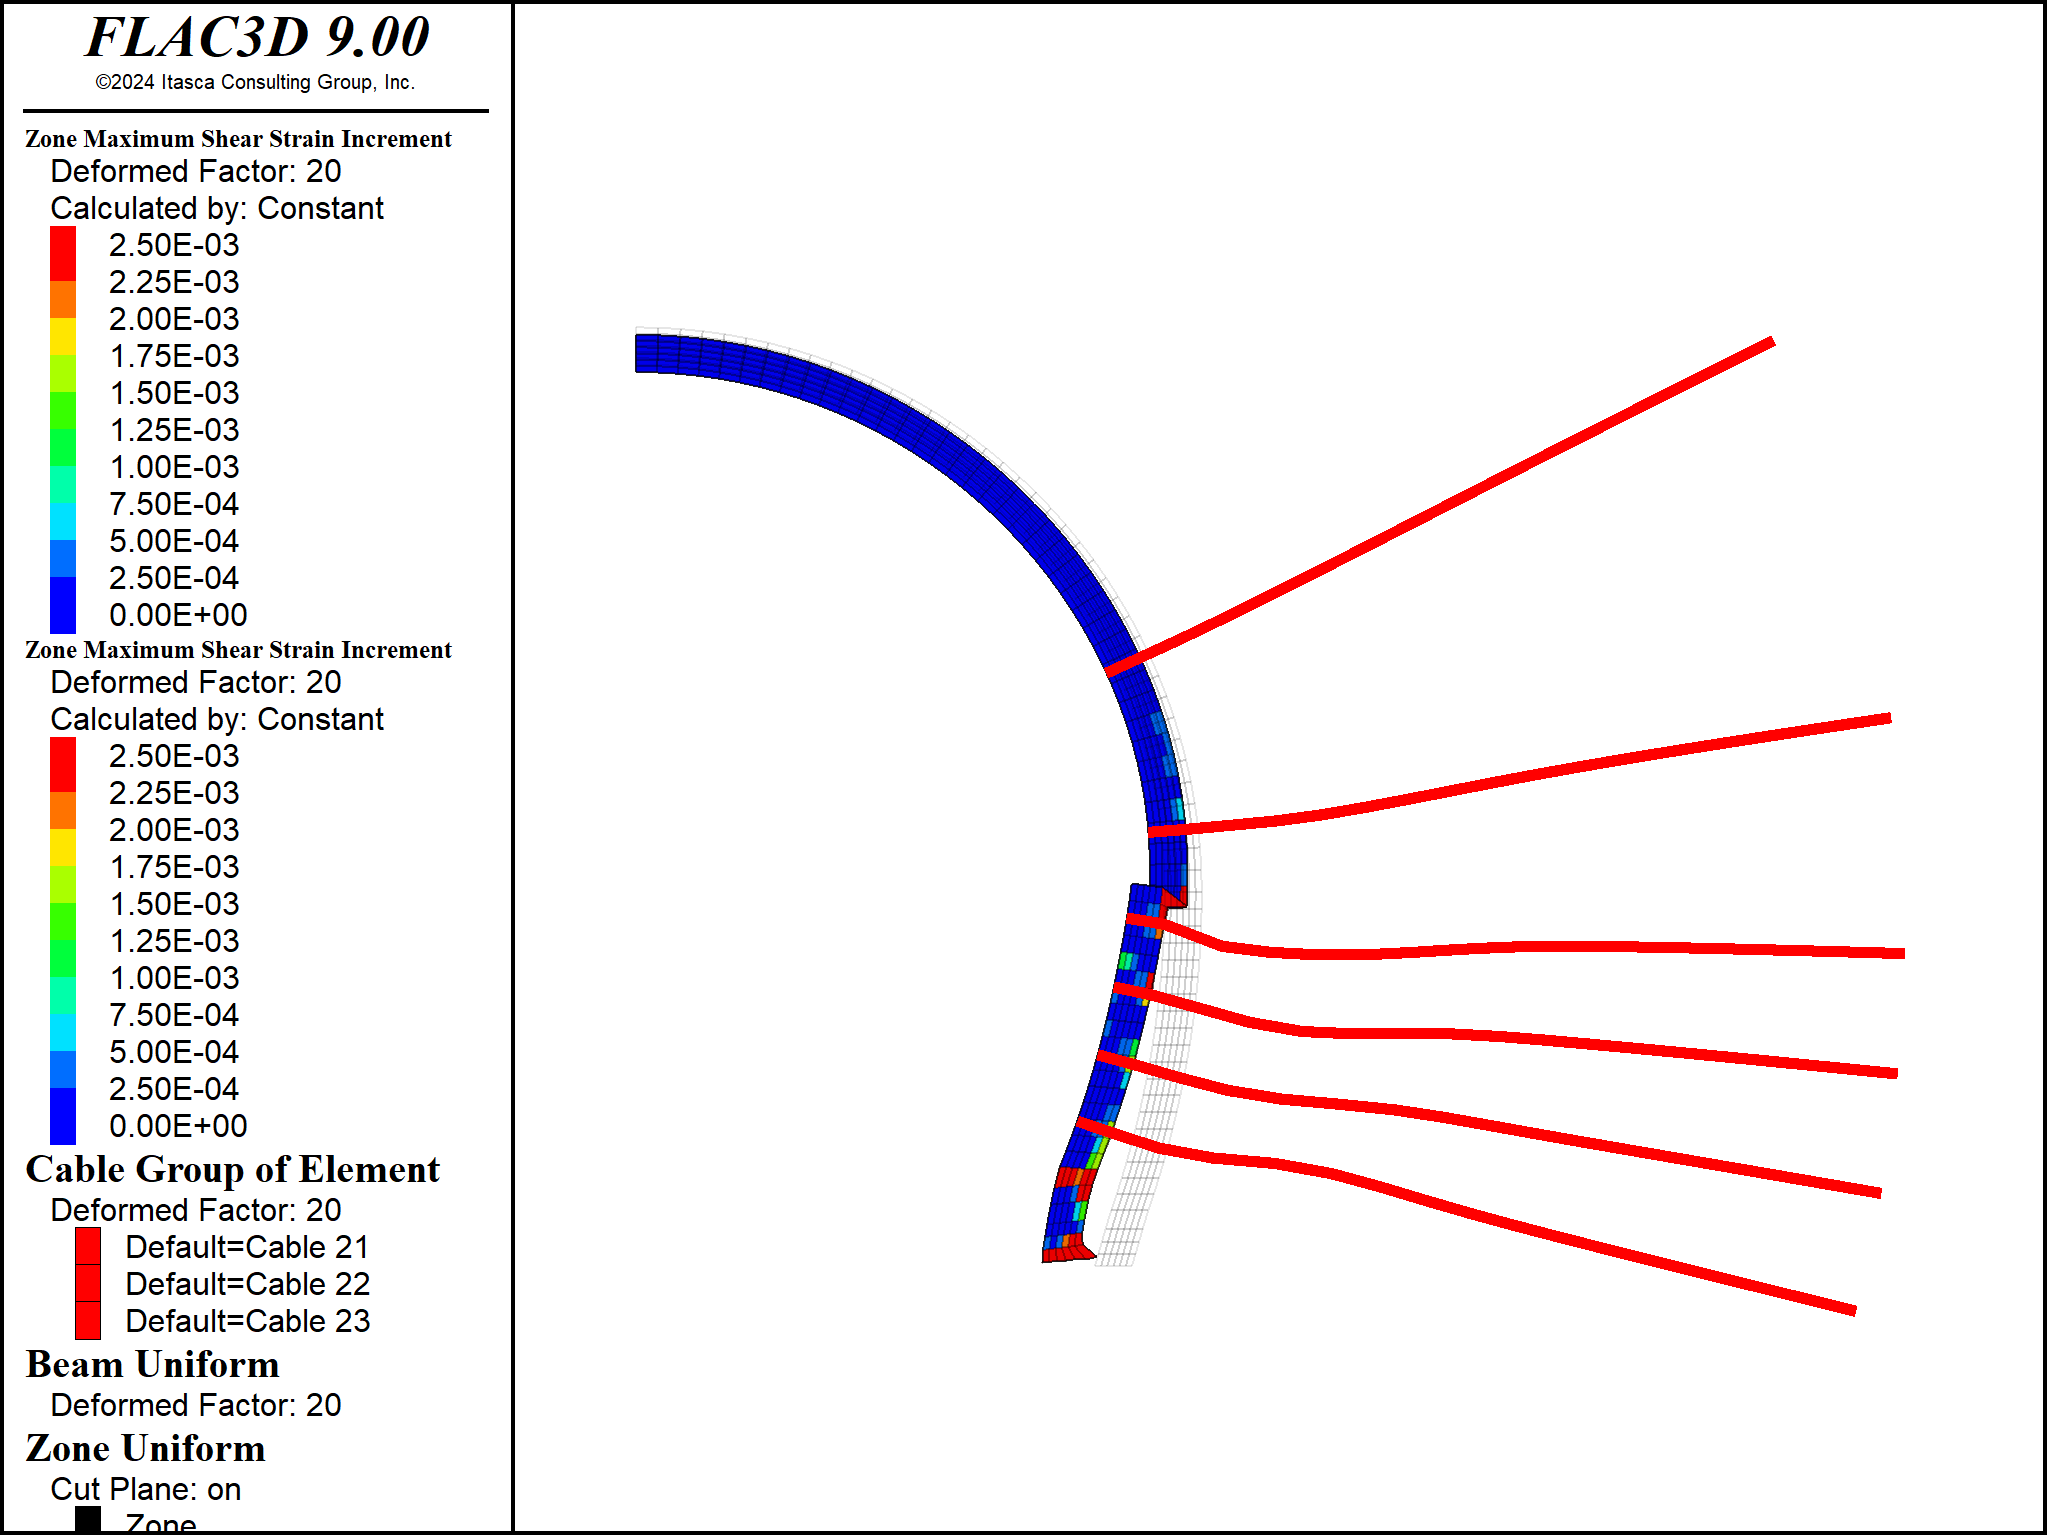 FLAC3D 9.00
©2024 Itasca Consulting Group, Inc.
Zone Maximum Shear Strain Increment
Deformed Factor: 20
Calculated by: Constant
2.50E-03
2.25E-03
2.00E-03
1.75E-03
1.50E-03
1.25E-03
1.00E-03
7.50E-04
5.00E-04
2.50E-04
0.00E+00
Zone Maximum Shear Strain Increment
Deformed Factor: 20
Calculated by: Constant
2.50E-03
2.25E-03
2.00E-03
1.75E-03
1.50E-03
1.25E-03
1.00E-03
7.50E-04
5.00E-04
2.50E-04
0.00E+00
Cable Group of Element
Deformed Factor: 20
Default=Cable 21
Default=Cable 22
Default=Cable 23
Beam Uniform
Deformed Factor: 20
Zone Uniform
Cut Plane: on
Zone